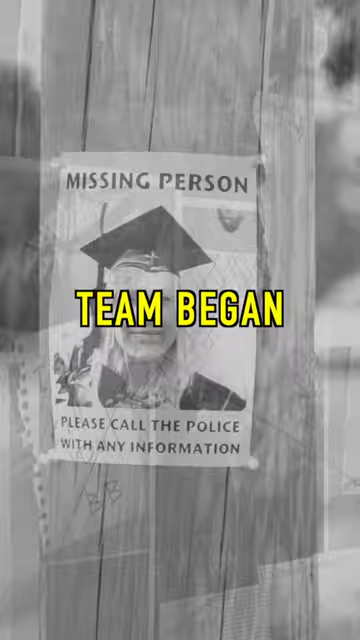 MISSING PERSON
TEAM BEGAN
PLEASE CALL THE POLICE
WITH ANY INFORMATION